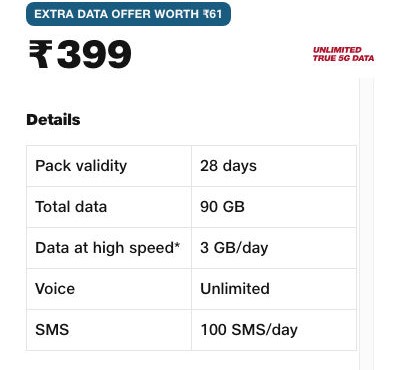 EXTRA DATA OFFER WORTH ₹61
₹399
UNLIMITED
TRUE 5G DATA
Details
Pack validity 28 days
Total data 90 GB
Data at high speed* 3 GB/day
Voice Unlimited
SMS 100 SMS/day